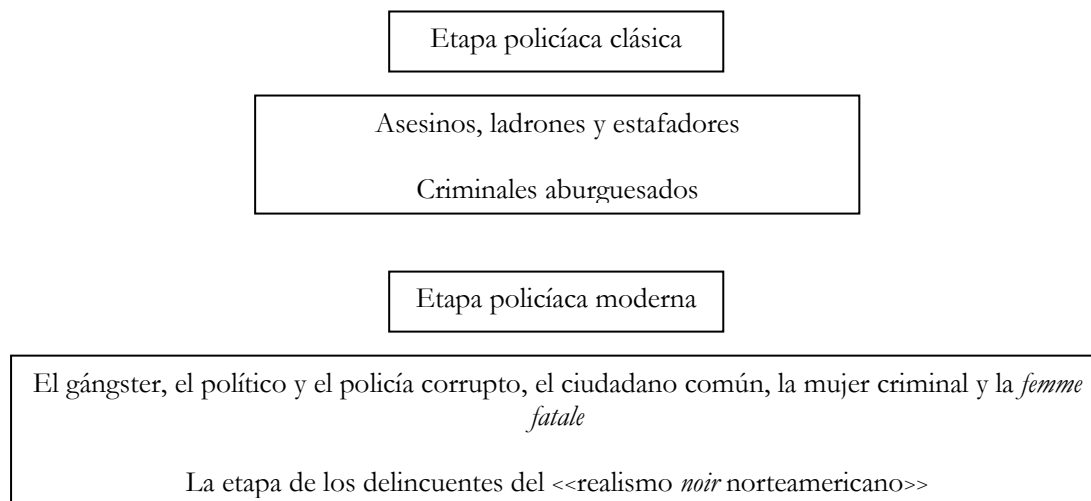 Etapa policíaca clásica
Asesinos, ladrones y estafadores
Criminales aburguesados
Etapa policíaca moderna
El gángster, el político y el policía corrupto, el ciudadano común, la mujer criminal y la femme
fatale
La etapa de los delincuentes del <<realismo noir norteamericano>>